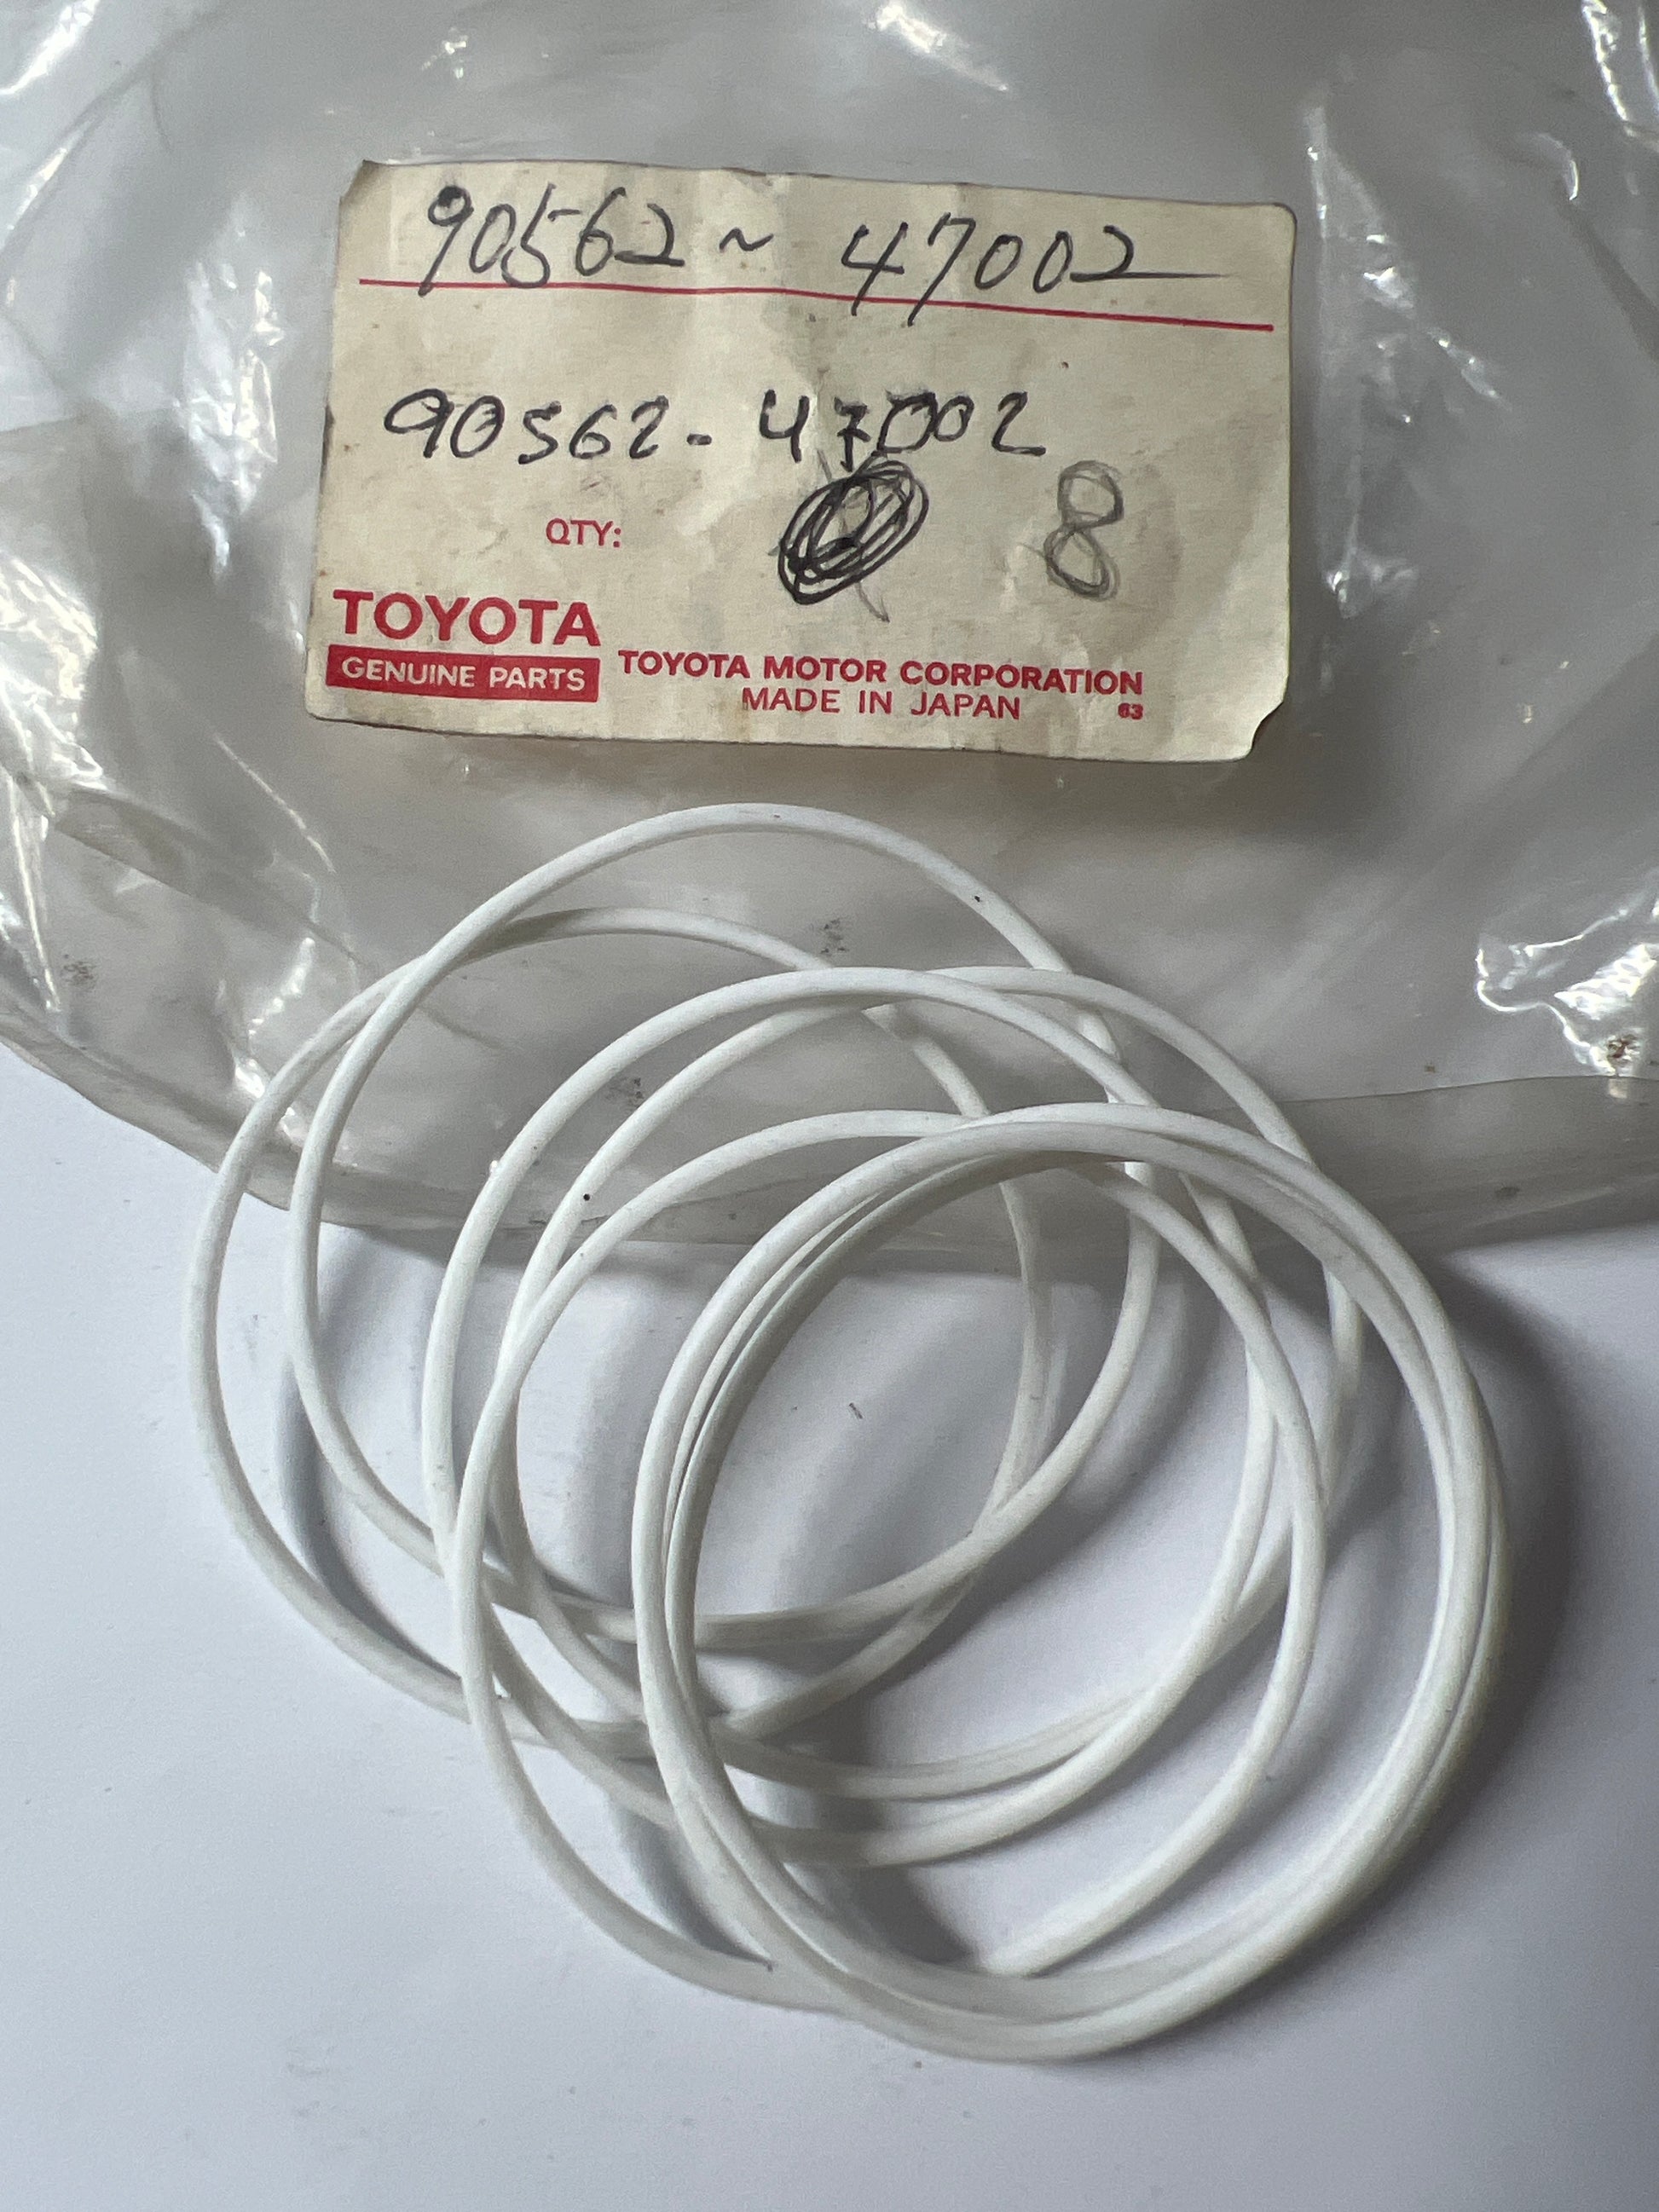 90562~47002
90562-47002
QTY: 8
TOYOTA
GENUINE PARTS
TOYOTA MOTOR CORPORATION
MADE IN JAPAN 63